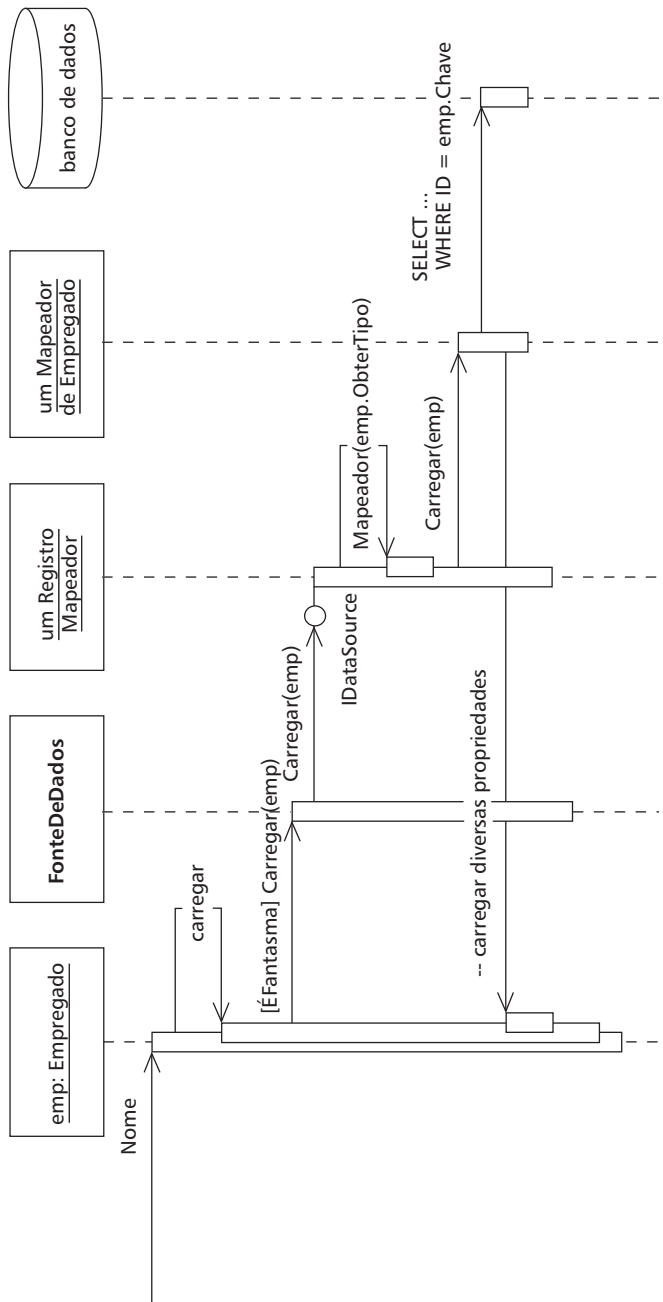 emp: Empregado
FonteDeDados
um Registro
Mapeador
um Mapeador
de Empregado
banco de dados
Nome
carregar
[ÉFantasma] Carregar(emp)
Carregar(emp)
IDataSource
Mapeador(emp.ObterTipo)
Carregar(emp)
SELECT ...
WHERE ID = emp.Chave
-- carregar diversas propriedades